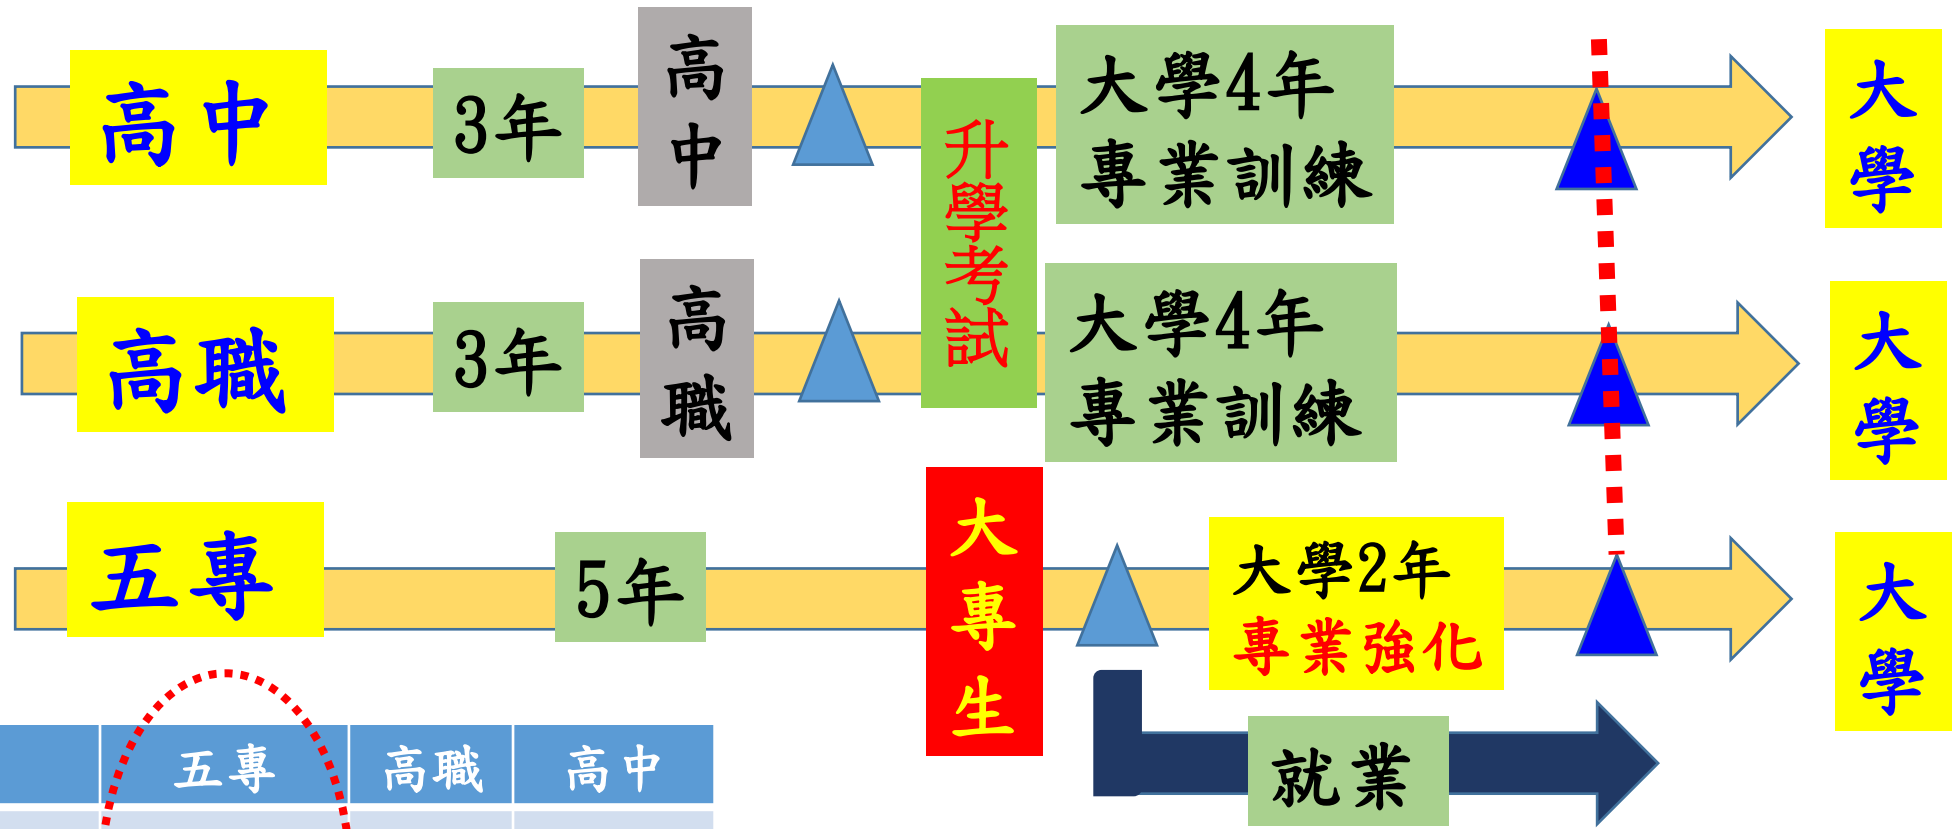 高中
3年
高中
升學考試
大學4年
專業訓練
大學
高職
3年
高職
大學4年
專業訓練
大學
五專
5年
大專生
大學2年
專業強化
大學
就業
五專
高職
高中